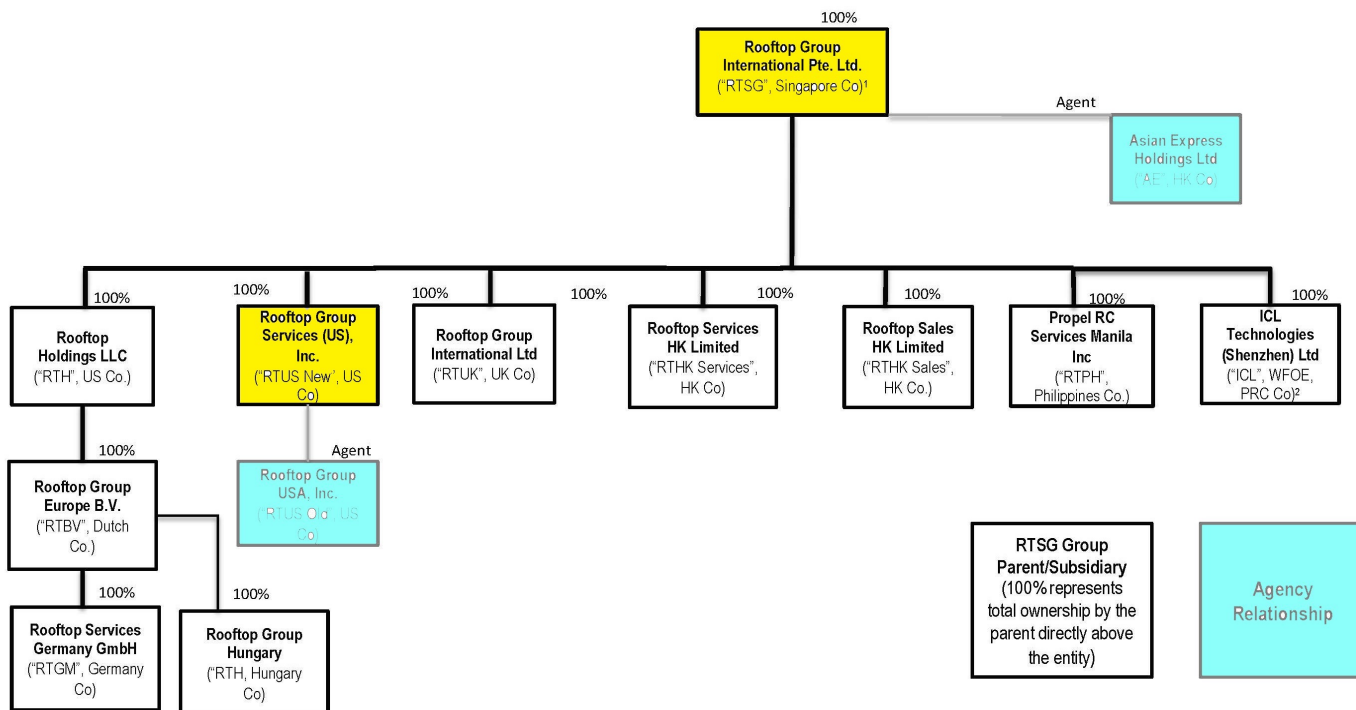 100%
Rooftop Group
International Pte. Ltd.
("RTSG", Singapore Co)¹
Agent
Asian Express
Holdings Ltd
("AE", HK Co)
100%
Rooftop
Holdings LLC
("RTH", US Co.)
100%
Rooftop Group
Services (US),
Inc.
("RTUS New', US
Co)
100%
Rooftop Group
International Ltd
("RTUK", UK Co)
100%
100%
Rooftop Services
HK Limited
("RTHK Services",
HK Co)
100%
Rooftop Sales
HK Limited
("RTHK Sales",
HK Co.)
100%
Propel RC
Services Manila
Inc
("RTPH",
Philippines Co.)
100%
ICL
Technologies
(Shenzhen) Ltd
("ICL", WFOE,
PRC Co)²
100%
Rooftop Group
Europe B.V.
("RTBV", Dutch
Co.)
Agent
Rooftop Group
USA, Inc.
("RTUS Old', US
Co)
100%
Rooftop Services
Germany GmbH
("RTGM", Germany
Co)
100%
Rooftop Group
Hungary
("RTH, Hungary
Co)
RTSG Group
Parent/Subsidiary
(100% represents
total ownership by the
parent directly above
the entity)
Agency
Relationship